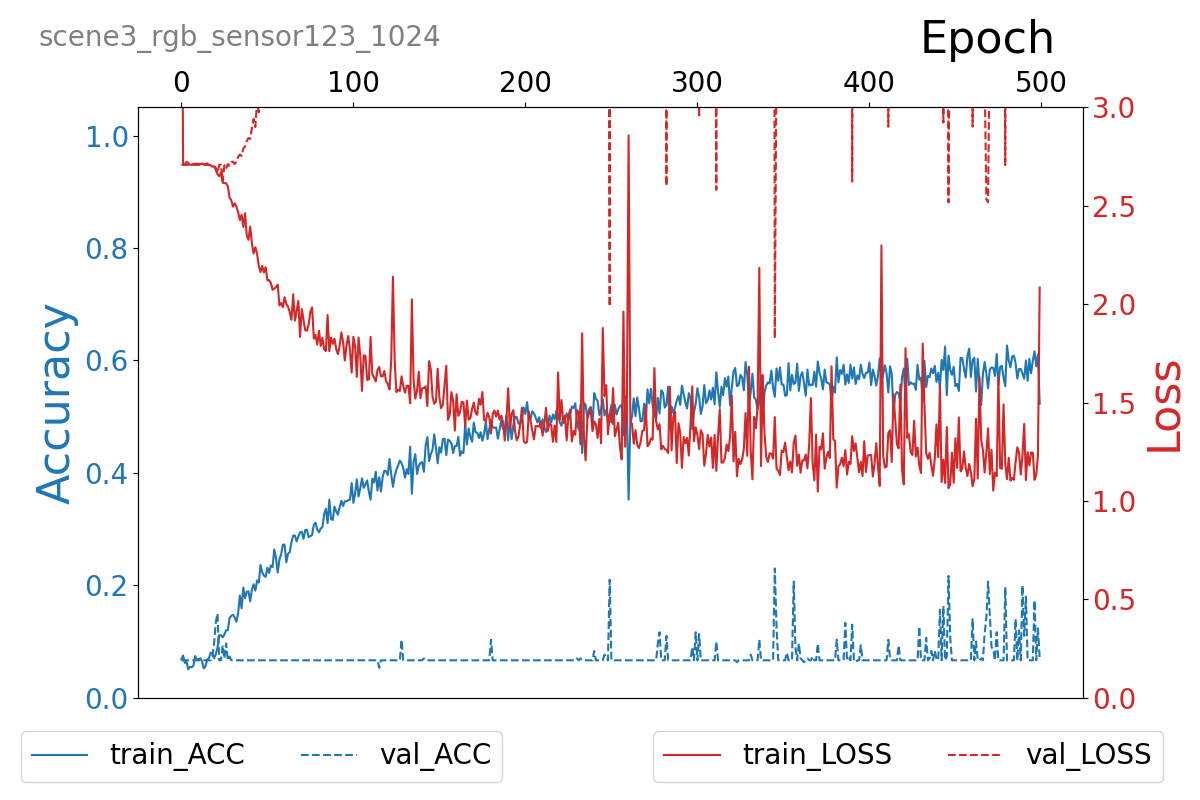 scene3_rgb_sensor123_1024
Epoch
0 100 200 300 400 500
1.0
0.8
0.6
0.4
0.2
0.0
Accuracy
3.0
2.5
2.0
1.5
1.0
0.5
0.0
Loss
train_ACC val_ACC
train_LOSS val_LOSS